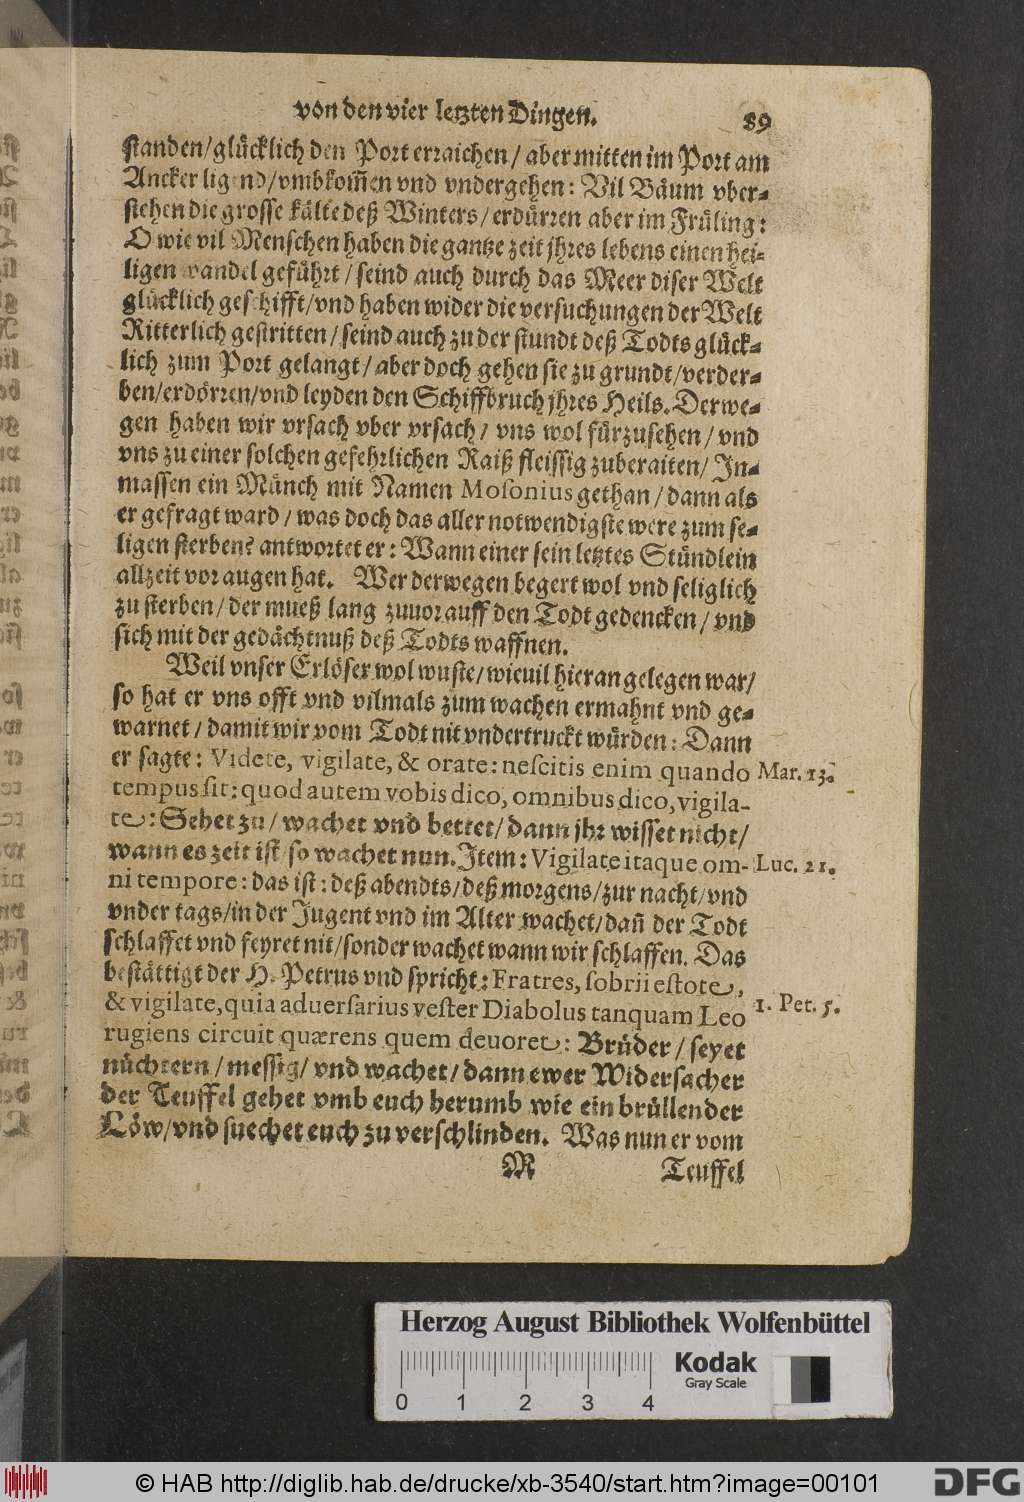 von den vier letzten Dingen. 89
standen/glücklich den Port erraichen/aber mitten im Port am
Ancker ligend/vmbkom̃en vnd vndergehen: Vil Bäum vber-
stehen die grosse kälte deß Winters/erdürren aber im Früling:
O wie vil Menschen haben die gantze zeit jhres lebens einen hei-
ligen wandel geführt/seind auch durch das Meer diser Welt
glücklich geschifft/vnd haben wider die versuchungen der Welt
Ritterlich gestritten/seind auch zu der stundt deß Todts glück-
lich zum Port gelangt/aber doch gehen sie zu grundt/verder-
ben/erdörren/vnd leyden den Schiffbruch jhres Heils. Derwe-
gen haben wir vrsach vber vrsach/ vns wol fürzusehen/vnd
vns zu einer solchen gefehrlichen Raiß fleissig zuberaiten/ In-
massen ein Münch mit Namen Mosonius gethan/dann als
er gefragt ward/was doch das aller notwendigste were zum se-
ligen sterben? antwortet er: Wann einer sein letztes Stündlein
allzeit vor augen hat. Wer derwegen begert wol vnd seliglich
zu sterben/der mueß lang zuuor auff den Todt gedencken/vnd
sich mit der gedächtnuß deß Todts waffnen.
Weil vnser Erlöser wol wuste/wieuil hieran gelegen war/
so hat er vns offt vnd vilmals zum wachen ermahnt vnd ge-
warnet/damit wir vom Todt nit vndertruckt würden: Dann
er sagte: Videte, vigilate, & orate: nescitis enim quando Mar. 13.
tempus sit: quod autem vobis dico, omnibus dico, vigila-
te: Sehet zu/wachet vnd bettet/dann jhr wisset nicht/
wann es zeit ist/so wachet nun. Item: Vigilate itaque om- Luc. 21.
ni tempore: das ist: deß abendts/deß morgens/zur nacht/vnd
vnder tags/in der Jugent vnd im Alter wachet/dañ der Todt
schlaffet vnd feyret nit/sonder wachet wann wir schlaffen. Das
bestättigt der H. Petrus vnd spricht: Fratres, sobrii estote,
& vigilate, quia aduersarius vester Diabolus tanquam Leo 1. Pet. 5.
rugiens circuit quærens quem deuoret: Brüder/seyet
nüchtern/messig/vnd wachet/dann ewer Widersacher
der Teuffel gehet vmb euch herumb wie ein brüllender
Löw/vnd suechet euch zu verschlinden. Was nun er vom
M Teuffel
Herzog August Bibliothek Wolfenbüttel
Kodak
Gray Scale
0 1 2 3 4
© HAB http://diglib.hab.de/drucke/xb-3540/start.htm?image=00101
DFG